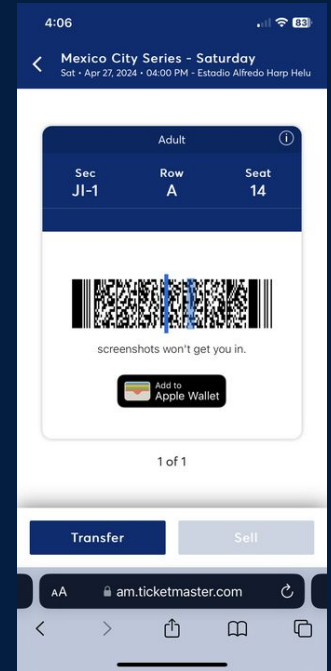 4:06
83
Mexico City Series - Saturday
Sat • Apr 27, 2024 • 04:00 PM - Estadio Alfredo Harp Helu
Adult
Sec Row Seat
JI-1 A 14
screenshots won't get you in.
Add to
Apple Wallet
1 of 1
Transfer Sell
AA am.ticketmaster.com